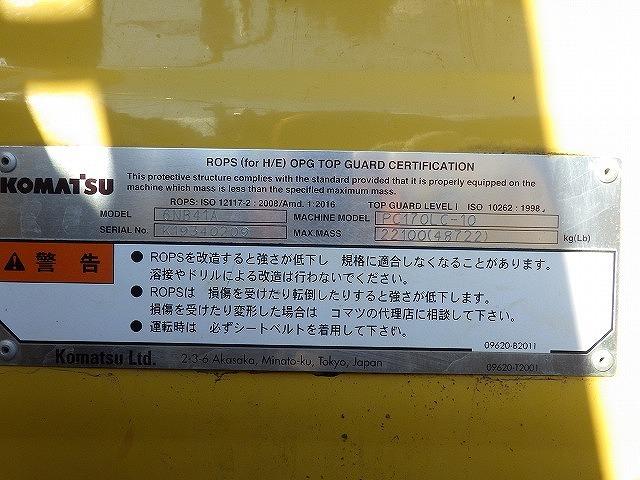 ROPS (for H/E) OPG TOP GUARD CERTIFICATION
KOMATSU
This protective structure complies with the standard provided that it is properly equipped on the
machine which mass is less than the specified maximum mass.
ROPS: ISO 12117-2 : 2008/Amd. 1:2016 TOP GUARD LEVEL I ISO 10262 : 1998
MODEL 6NB41A MACHINE MODEL PC170LC-10
SERIAL No. K19340209 MAX MASS 22100(48722) kg(Lb)
警告
● ROPSを改造すると強さが低下し 規格に適合しなくなることがあります。
溶接やドリルによる改造は行わないでください。
● ROPSは 損傷を受けたり転倒したりすると強さが低下します。
損傷を受けたり変形した場合は コマツの代理店に相談して下さい。
● 運転時は 必ずシートベルトを着用して下さい。
09620-B2011
Komatsu Ltd. 2-3-6 Akasaka, Minato-ku, Tokyo, Japan
09620-T2001